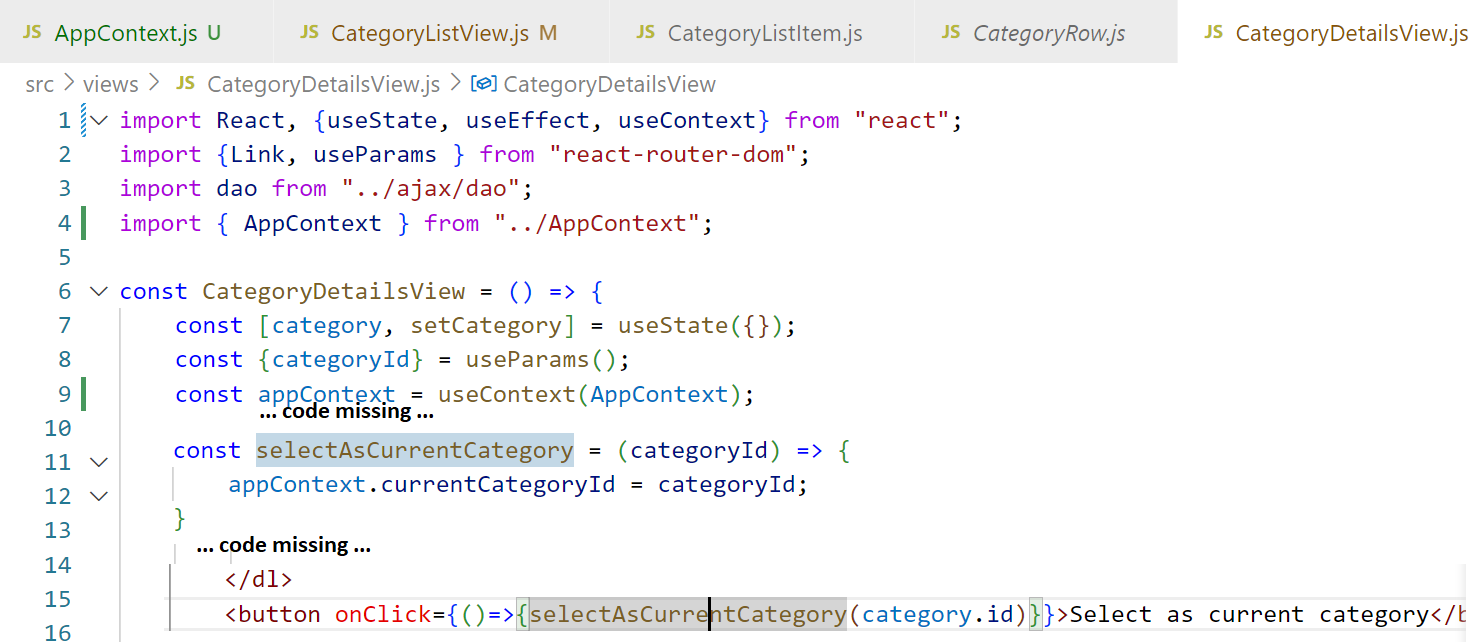 JS AppContext.js U JS CategoryListView.js M JS CategoryListItem.js JS CategoryRow.js JS CategoryDetailsView.js
src > views > JS CategoryDetailsView.js > CategoryDetailsView
1 import React, {useState, useEffect, useContext} from "react";
2 import {Link, useParams } from "react-router-dom";
3 import dao from "../ajax/dao";
4 import { AppContext } from "../AppContext";
5
6 const CategoryDetailsView = () => {
7 const [category, setCategory] = useState({});
8 const {categoryId} = useParams();
9 const appContext = useContext(AppContext);
... code missing ...
10
11 const selectAsCurrentCategory = (categoryId) => {
12 appContext.currentCategoryId = categoryId;
13 }
... code missing ...
14 </dl>
15 <button onClick={()=>{selectAsCurrentCategory(category.id)}}>Select as current category</b
16